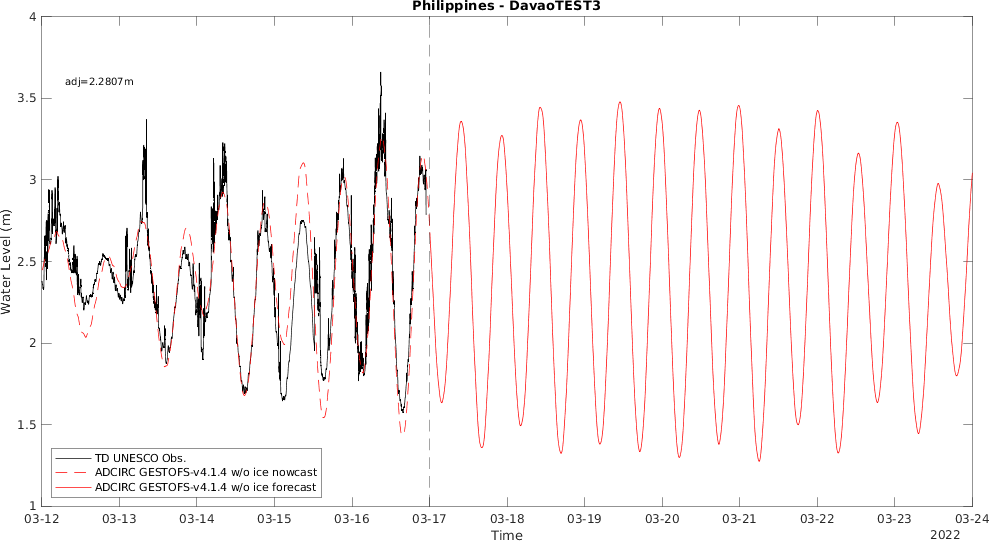 Philippines - DavaoTEST3
4
adj=2.2807m
3.5
3
2.5
Water Level (m)
2
1.5
TD UNESCO Obs.
ADCIRC GESTOFS-v4.1.4 w/o ice nowcast
ADCIRC GESTOFS-v4.1.4 w/o ice forecast
1
03-12 03-13 03-14 03-15 03-16 03-17 03-18 03-19 03-20 03-21 03-22 03-23 03-24
Time
2022